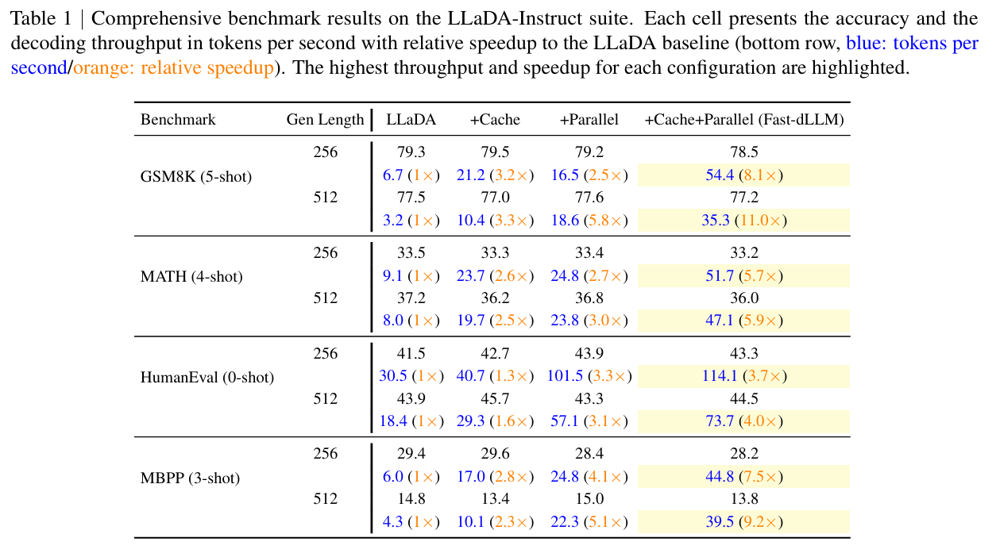 Table 1 | Comprehensive benchmark results on the LLaDA-Instruct suite. Each cell presents the accuracy and the
decoding throughput in tokens per second with relative speedup to the LLaDA baseline (bottom row, blue: tokens per
second/orange: relative speedup). The highest throughput and speedup for each configuration are highlighted.
Benchmark Gen Length LLaDA +Cache +Parallel +Cache+Parallel (Fast-dLLM)
256 79.3 79.5 79.2 78.5
GSM8K (5-shot) 6.7 (1×) 21.2 (3.2×) 16.5 (2.5×) 54.4 (8.1×)
512 77.5 77.0 77.6 77.2
3.2 (1×) 10.4 (3.3×) 18.6 (5.8×) 35.3 (11.0×)
256 33.5 33.3 33.4 33.2
MATH (4-shot) 9.1 (1×) 23.7 (2.6×) 24.8 (2.7×) 51.7 (5.7×)
512 37.2 36.2 36.8 36.0
8.0 (1×) 19.7 (2.5×) 23.8 (3.0×) 47.1 (5.9×)
256 41.5 42.7 43.9 43.3
HumanEval (0-shot) 30.5 (1×) 40.7 (1.3×) 101.5 (3.3×) 114.1 (3.7×)
512 43.9 45.7 43.3 44.5
18.4 (1×) 29.3 (1.6×) 57.1 (3.1×) 73.7 (4.0×)
256 29.4 29.6 28.4 28.2
MBPP (3-shot) 6.0 (1×) 17.0 (2.8×) 24.8 (4.1×) 44.8 (7.5×)
512 14.8 13.4 15.0 13.8
4.3 (1×) 10.1 (2.3×) 22.3 (5.1×) 39.5 (9.2×)